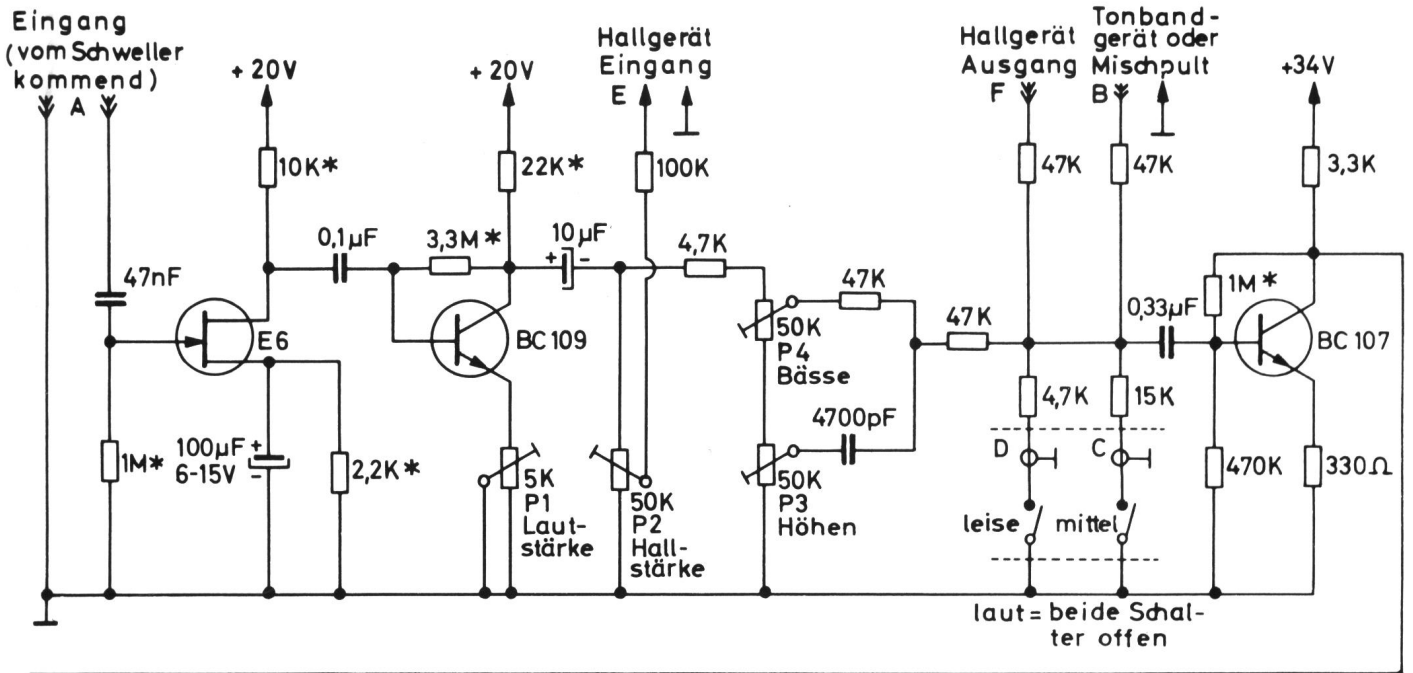 Eingang
(vom Schweller
kommend)
A
+ 20V
+ 20V
Hallgerät
Eingang
E
Hallgerät
Ausgang
F
Tonband-
gerät oder
Mischpult
B
+34V
10K*
22K*
100K
47K
47K
3,3K
47nF
0,1µF
3,3M*
10µF
+ -
4,7K
47K
47K
0,33µF
1M*
E6
BC 109
50K
P4
Bässe
BC 107
4700pF
4,7K
15K
1M*
100µF +
6-15V -
2,2K*
5K
P1
Laut-
stärke
50K
P2
Hall-
stärke
50K
P3
Höhen
D
C
470K
330Ω
leise
mittel
laut = beide Schal-
ter offen